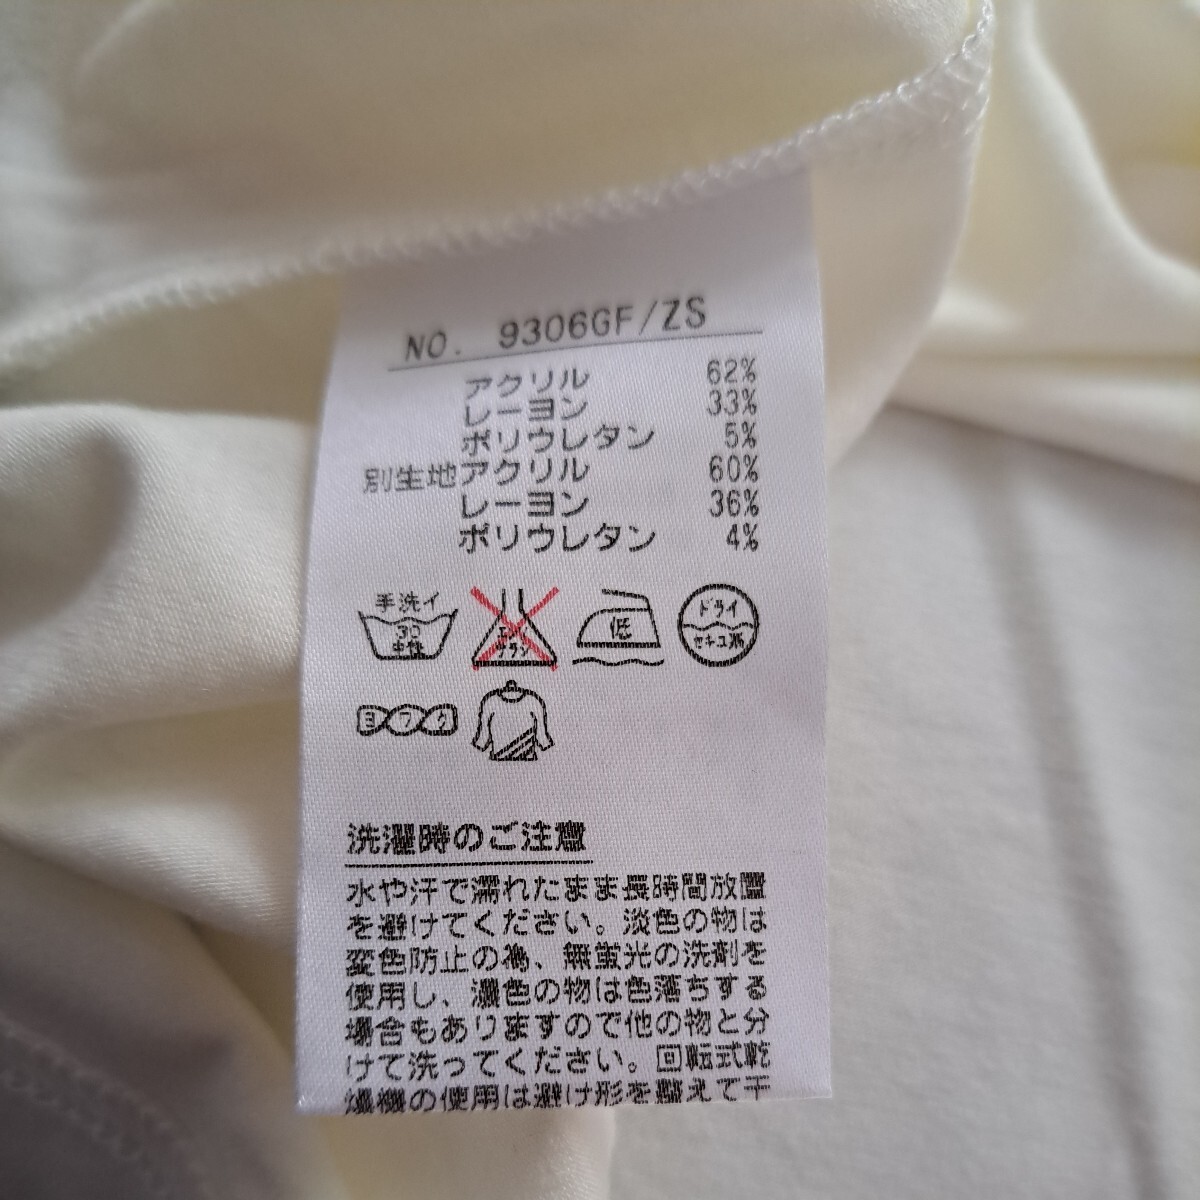 NO. 9306GF/ZS
アクリル 62%
レーヨン 33%
ポリウレタン 5%
別生地アクリル 60%
レーヨン 36%
ポリウレタン 4%
手洗イ
30
中性
エンソ
サラシ
低
ドライ
セキユ系
ヨワク
洗濯時のご注意
水や汗で濡れたまま長時間放置
を避けてください。淡色の物は
変色防止の為、無蛍光の洗剤を
使用し、濃色の物は色落ちする
場合もありますので他の物と分
けて洗ってください。回転式乾
燥機の使用は避け形を整えて干